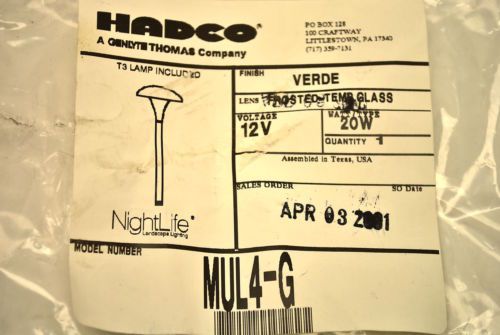 HADCO
A GENLYTE THOMAS Company
PO BOX 128
100 CRAFTWAY
LITTLESTOWN, PA 17340
(717) 359-7131
T3 LAMP INCLUDED
FINISH
VERDE
LENS FROSTED TEMP GLASS
VOLTAGE
12V
WATT/TYPE
20W
QUANTITY 1
Assembled in Texas, USA
SALES ORDER
SO Date
APR 03 2001
NightLife®
Landscape Lighting
MODEL NUMBER
MUL4-G